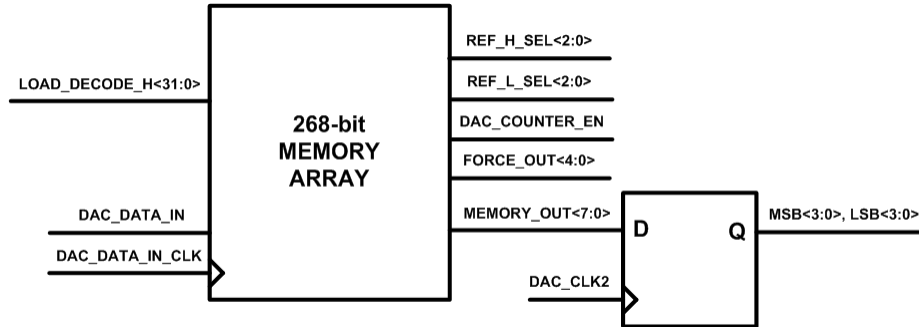 REF_H_SEL<2:0>
LOAD_DECODE_H<31:0>
REF_L_SEL<2:0>
268-bit
MEMORY
ARRAY
DAC_COUNTER_EN
FORCE_OUT<4:0>
DAC_DATA_IN
MEMORY_OUT<7:0>
MSB<3:0>, LSB<3:0>
D
Q
DAC_DATA_IN_CLK
DAC_CLK2